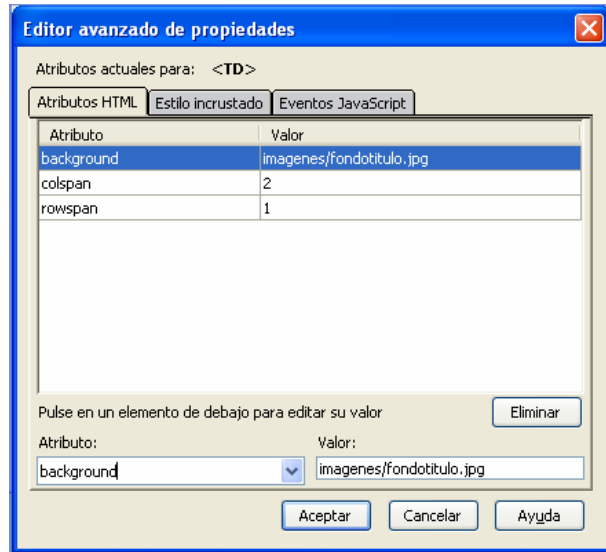 Editor avanzado de propiedades
Atributos actuales para: <TD>
Atributos HTML Estilo incrustado Eventos JavaScript
Atributo Valor
background imagenes/fondotitulo.jpg
colspan 2
rowspan 1
Pulse en un elemento de debajo para editar su valor Eliminar
Atributo: Valor:
background imagenes/fondotitulo.jpg
Aceptar Cancelar Ayuda